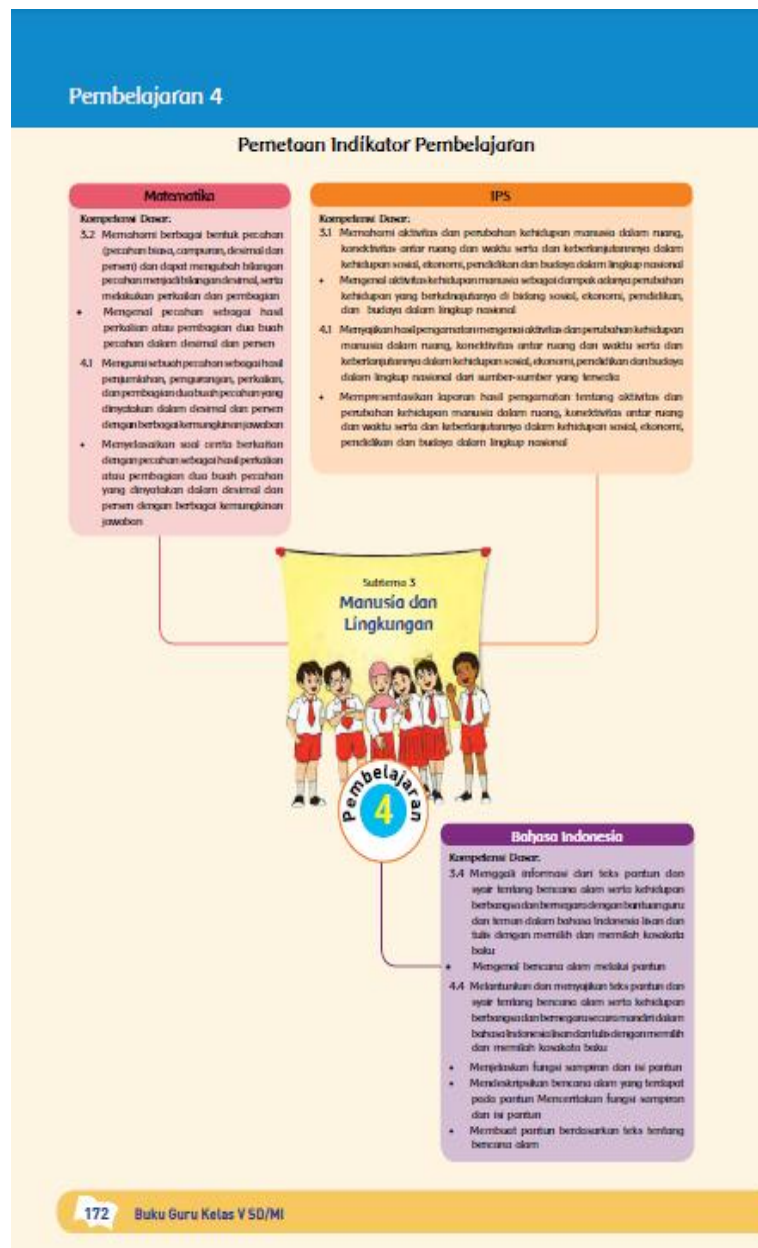 Pembelajaran 4
Pemetaan Indikator Pembelajaran
Matematika
Kompetensi Dasar:
3.2 Memahami berbagai bentuk pecahan
(pecahan biasa, campuran, desimal dan
persen) dan dapat mengubah bilangan
pecahan menjadi bilangan desimal, serta
melakukan perkalian dan pembagian
• Mengenal pecahan sebagai hasil
perkalian atau pembagian dua buah
pecahan dalam desimal dan persen
4.1 Mengurai sebuah pecahan sebagai hasil
penjumlahan, pengurangan, perkalian,
dan pembagian dua buah pecahan yang
dinyatakan dalam desimal dan persen
dengan berbagai kemungkinan jawaban
• Menyelesaikan soal cerita berkaitan
dengan pecahan sebagai hasil perkalian
atau pembagian dua buah pecahan
yang dinyatakan dalam desimal dan
persen dengan berbagai kemungkinan
jawaban
IPS
Kompetensi Dasar:
3.1 Memahami aktivitas dan perubahan kehidupan manusia dalam ruang,
konektivitas antar ruang dan waktu serta dan keberlanjutannnya dalam
kehidupan sosial, ekonomi, pendidikan dan budaya dalam lingkup nasional
• Mengenal aktivitas kehidupan manusia sebagai dampak adanya perubahan
kehidupan yang berkelnajutanya di bidang sosial, ekonomi, pendidikan,
dan budaya dalam lingkup nasional
4.1 Menyajikan hasil pengamatan mengenai aktivitas dan perubahan kehidupan
manusia dalam ruang, konektivitas antar ruang dan waktu serta dan
keberlanjutannya dalam kehidupan sosial, ekonomi, pendidikan dan budaya
dalam lingkup nasional dari sumber-sumber yang tersedia
• Mempresentasikan laporan hasil pengamatan tentang aktivitas dan
perubahan kehidupan manusia dalam ruang, konektivitas antar ruang
dan waktu serta dan keberlanjutannya dalam kehidupan sosial, ekonomi,
pendidikan dan budaya dalam lingkup nasional
Subtema 3
Manusia dan
Lingkungan
Pembelajaran
4
Bahasa Indonesia
Kompetensi Dasar:
3.4 Menggali informasi dari teks pantun dan
syair tentang bencana alam serta kehidupan
berbangsa dan bernegara dengan bantuan guru
dan teman dalam bahasa Indonesia lisan dan
tulis dengan memilih dan memilah kosakata
baku
• Mengenal bencana alam melalui pantun
4.4 Melantunkan dan menyajikan teks pantun dan
syair tentang bencana alam serta kehidupan
berbangsa dan bernegara secara mandiri dalam
bahasa Indonesia lisan dan tulis dengan memilih
dan memilah kosakata baku
• Menjelaskan fungsi sampiran dan isi pantun
• Mendeskripsikan bencana alam yang terdapat
pada pantun Menceritakan fungsi sampiran
dan isi pantun
• Membuat pantun berdasarkan teks tentang
bencana alam
172 Buku Guru Kelas V SD/MI